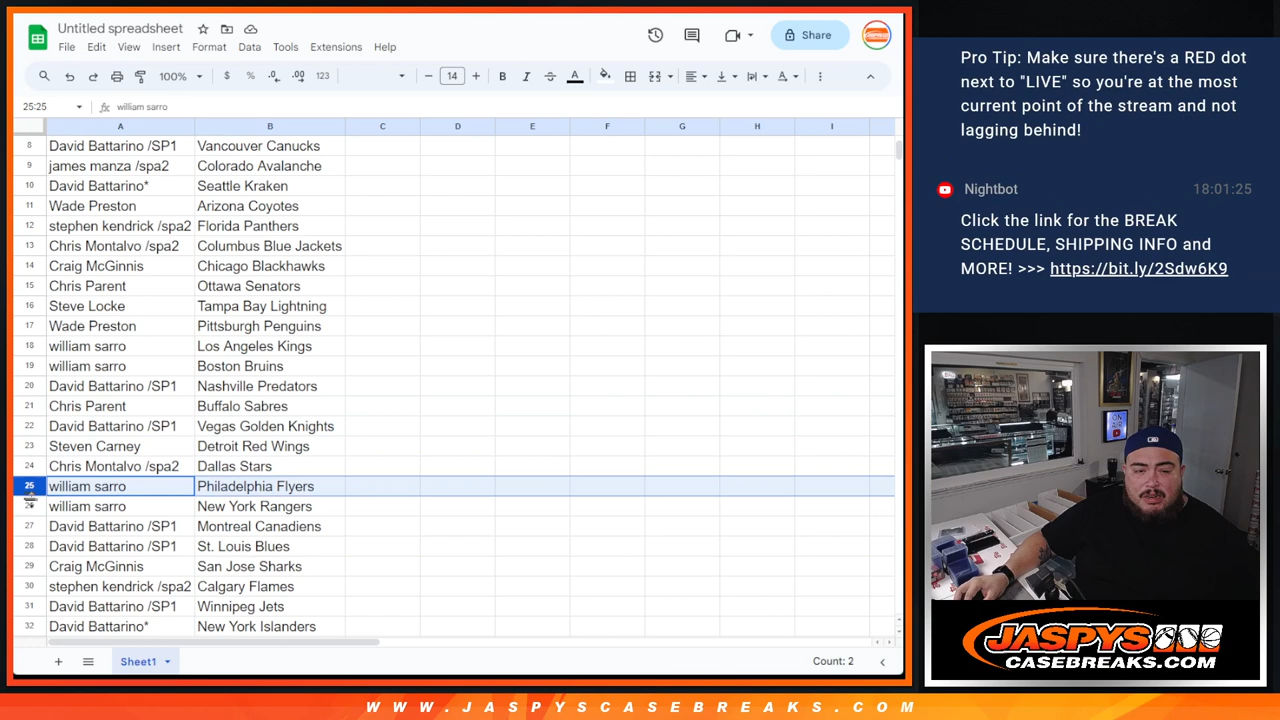 Untitled spreadsheet
File Edit View Insert Format Data Tools Extensions Help
Share
100% $ % .0 .00 123 14 B I A
25:25 fx william sarro
A B C D E F G H I
8 David Battarino /SP1 Vancouver Canucks
9 james manza /spa2 Colorado Avalanche
10 David Battarino* Seattle Kraken
11 Wade Preston Arizona Coyotes
12 stephen kendrick /spa2 Florida Panthers
13 Chris Montalvo /spa2 Columbus Blue Jackets
14 Craig McGinnis Chicago Blackhawks
15 Chris Parent Ottawa Senators
16 Steve Locke Tampa Bay Lightning
17 Wade Preston Pittsburgh Penguins
18 william sarro Los Angeles Kings
19 william sarro Boston Bruins
20 David Battarino /SP1 Nashville Predators
21 Chris Parent Buffalo Sabres
22 David Battarino /SP1 Vegas Golden Knights
23 Steven Carney Detroit Red Wings
24 Chris Montalvo /spa2 Dallas Stars
25 william sarro Philadelphia Flyers
26 william sarro New York Rangers
27 David Battarino /SP1 Montreal Canadiens
28 David Battarino /SP1 St. Louis Blues
29 Craig McGinnis San Jose Sharks
30 stephen kendrick /spa2 Calgary Flames
31 David Battarino /SP1 Winnipeg Jets
32 David Battarino* New York Islanders
Sheet1
Count: 2
Pro Tip: Make sure there's a RED dot
next to "LIVE" so you're at the most
current point of the stream and not
lagging behind!
Nightbot 18:01:25
Click the link for the BREAK
SCHEDULE, SHIPPING INFO and
MORE! >>> https://bit.ly/2Sdw6K9
ON
AIR
JASPYS
CASEBREAKS.COM
WWW.JASPYSCASEBREAKS.COM